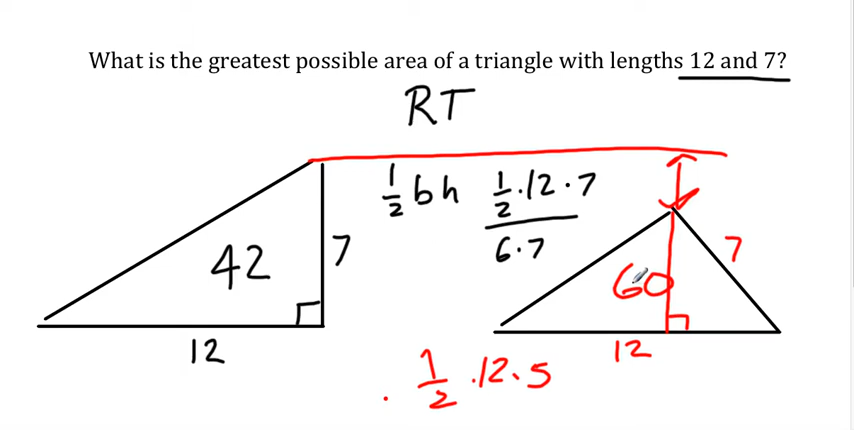 What is the greatest possible area of a triangle with lengths 12 and 7?
RT
1/2 bh 1/2 · 12 · 7
6 · 7
42
7
12
7
60
12
. 1/2 · 12 · 5